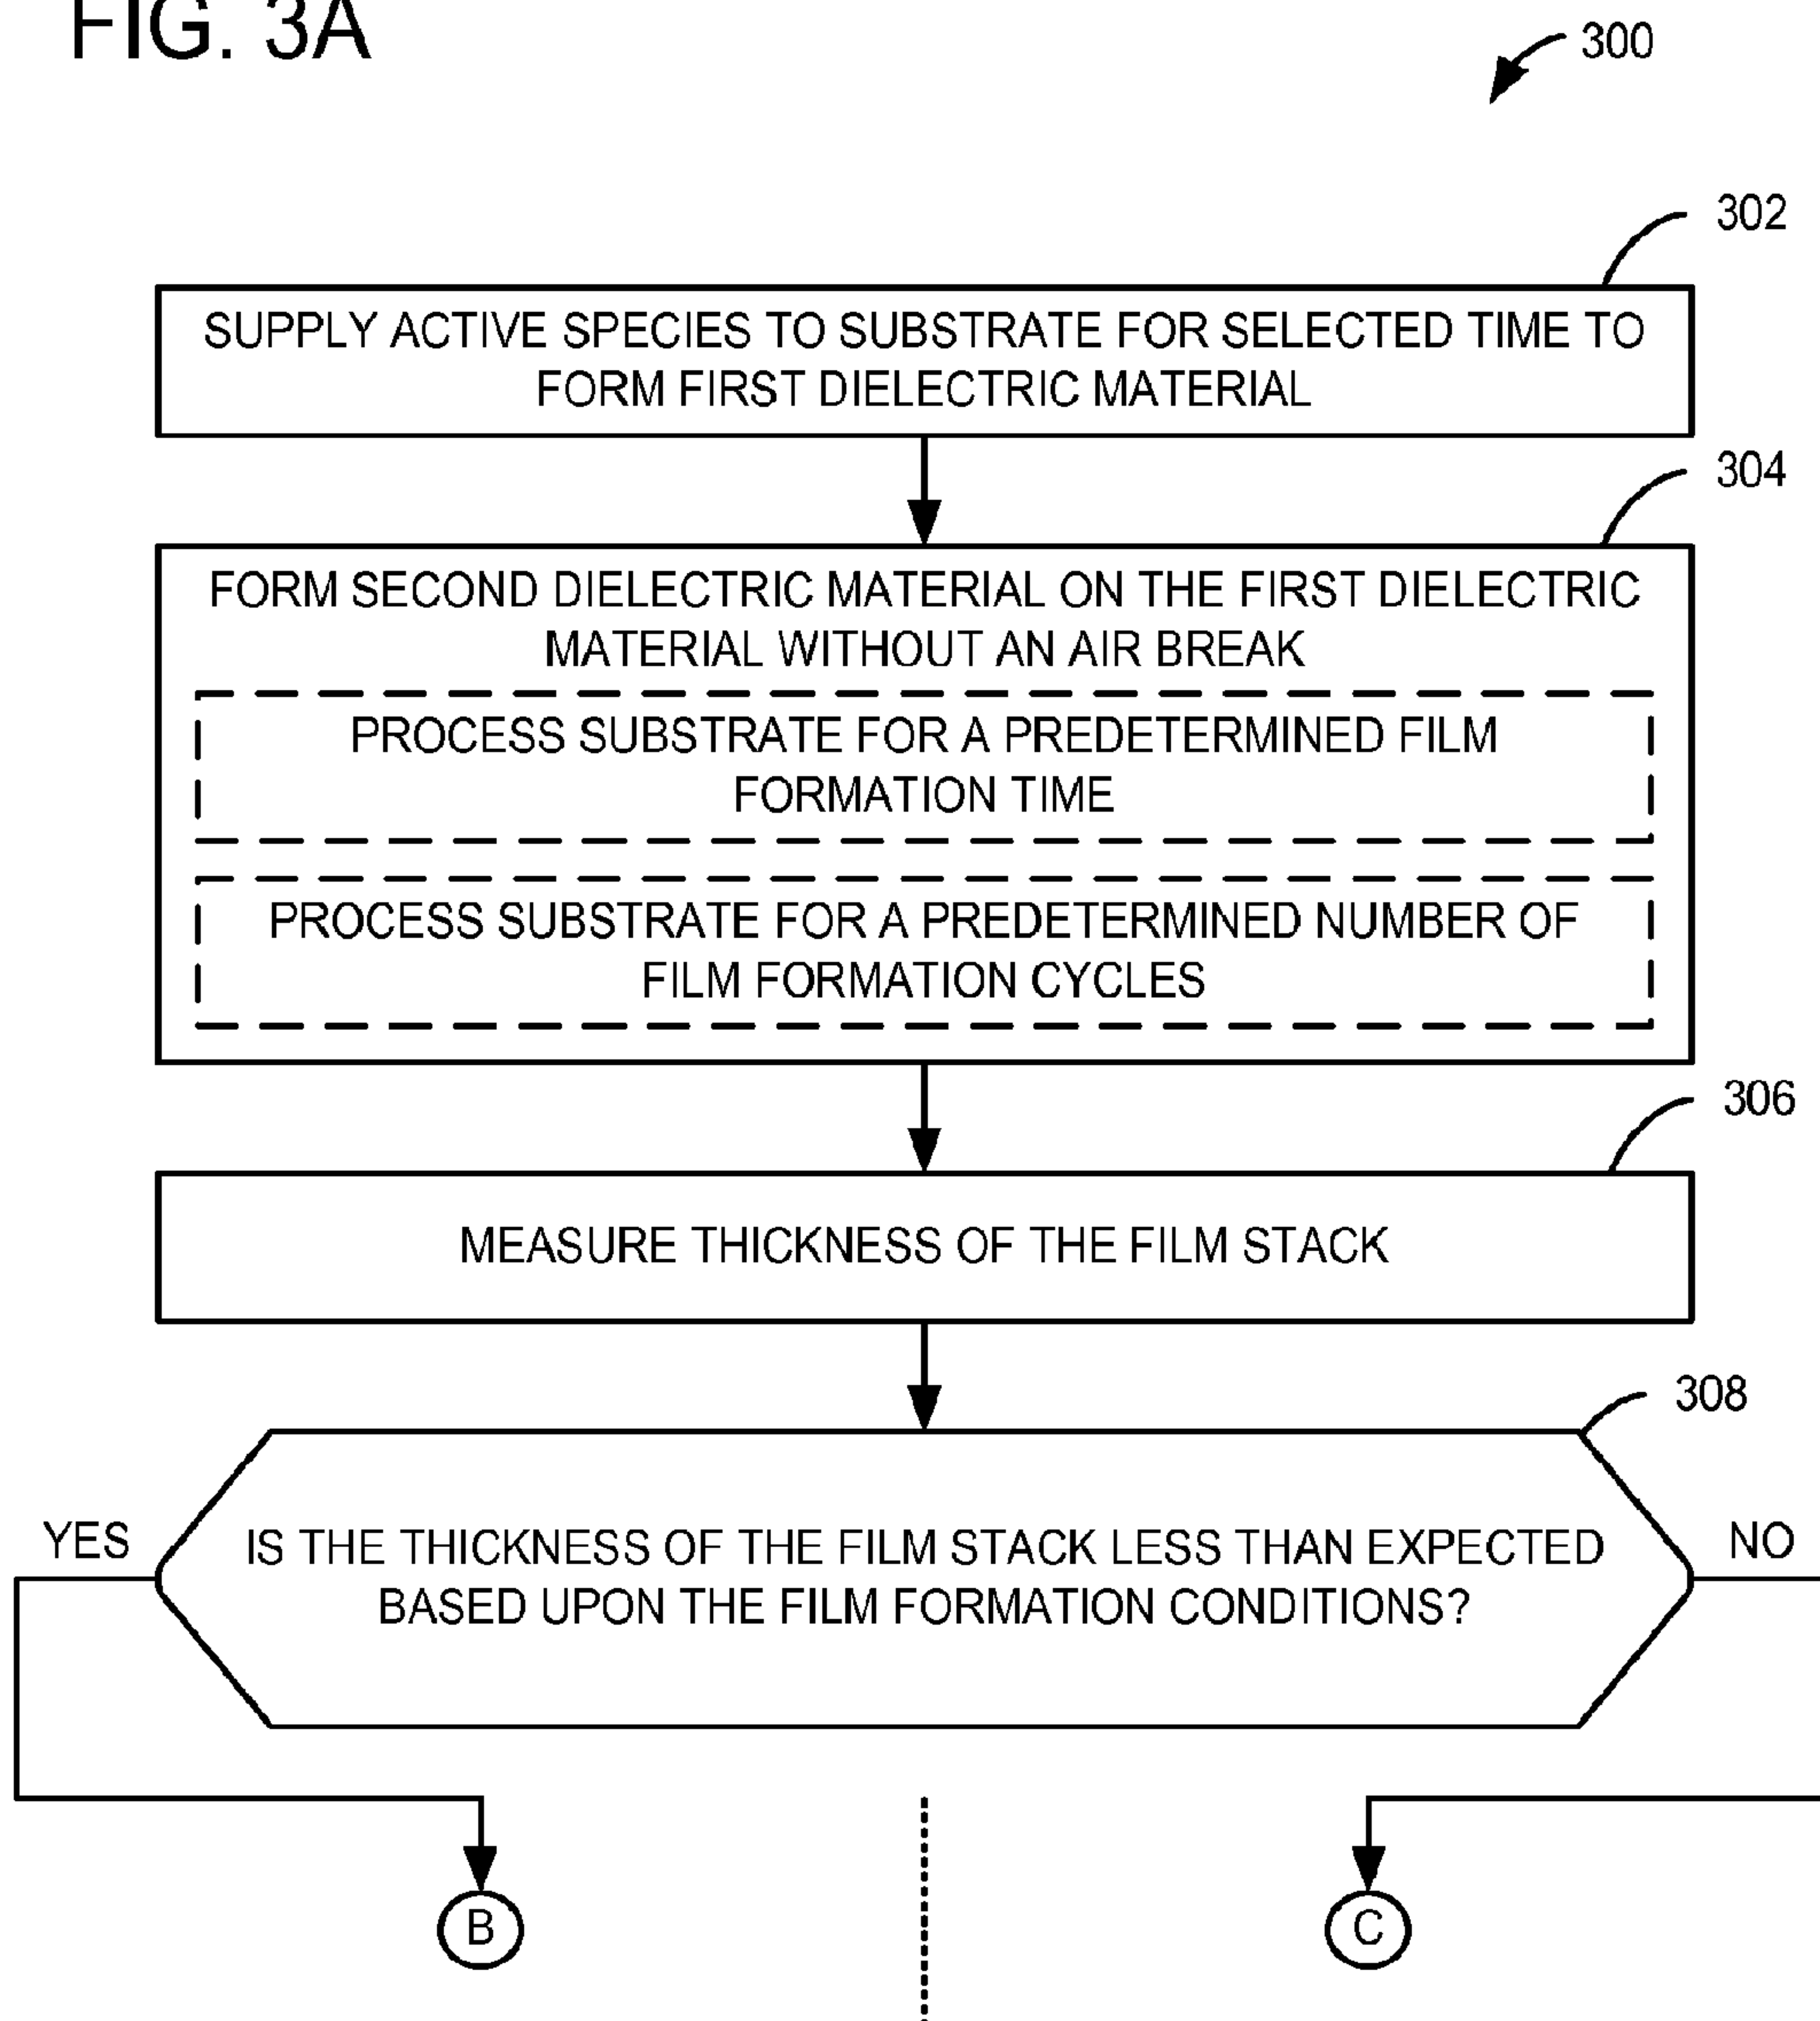 FIG. 3A
300
302
SUPPLY ACTIVE SPECIES TO SUBSTRATE FOR SELECTED TIME TO
FORM FIRST DIELECTRIC MATERIAL
304
FORM SECOND DIELECTRIC MATERIAL ON THE FIRST DIELECTRIC
MATERIAL WITHOUT AN AIR BREAK
PROCESS SUBSTRATE FOR A PREDETERMINED FILM
FORMATION TIME
PROCESS SUBSTRATE FOR A PREDETERMINED NUMBER OF
FILM FORMATION CYCLES
306
MEASURE THICKNESS OF THE FILM STACK
308
YES
IS THE THICKNESS OF THE FILM STACK LESS THAN EXPECTED
BASED UPON THE FILM FORMATION CONDITIONS?
NO
B
C